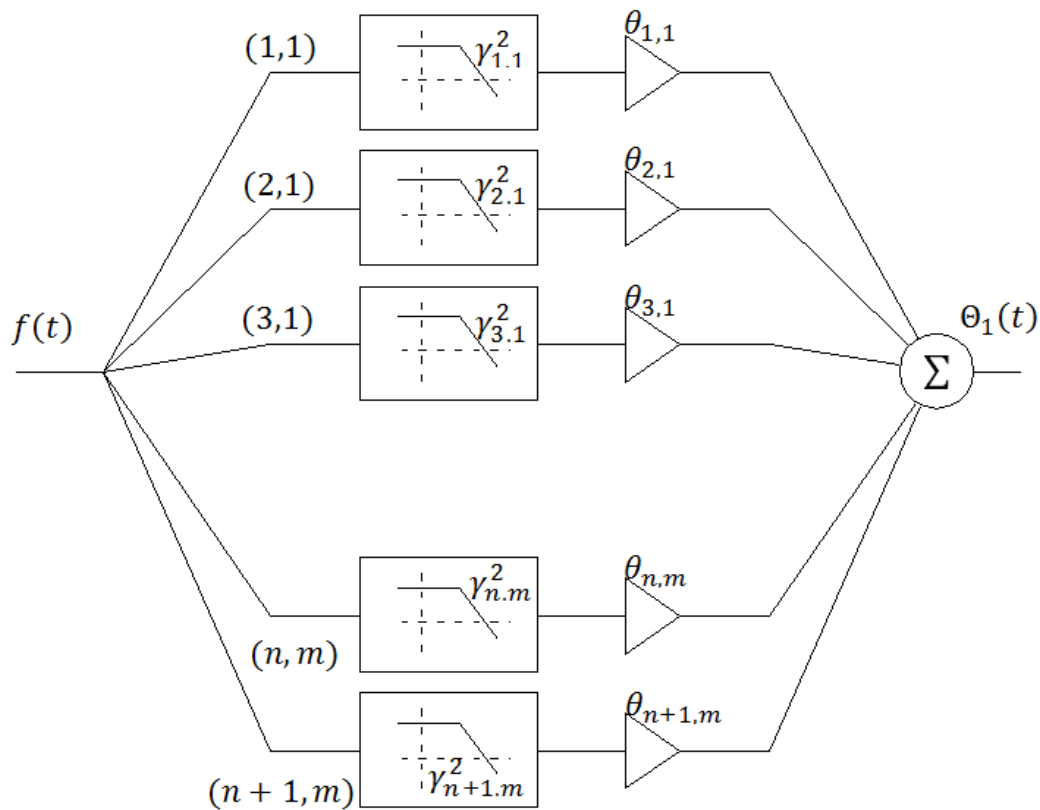 θ₁,₁
(1,1) γ²₁.₁
θ₂,₁
(2,1) γ²₂.₁
θ₃,₁
(3,1) γ²₃.₁
f(t)
Θ₁(t)
Σ
θₙ,ₘ
γ²ₙ.ₘ
(n, m)
θₙ₊₁,ₘ
γ²ₙ₊₁.ₘ
(n + 1, m)